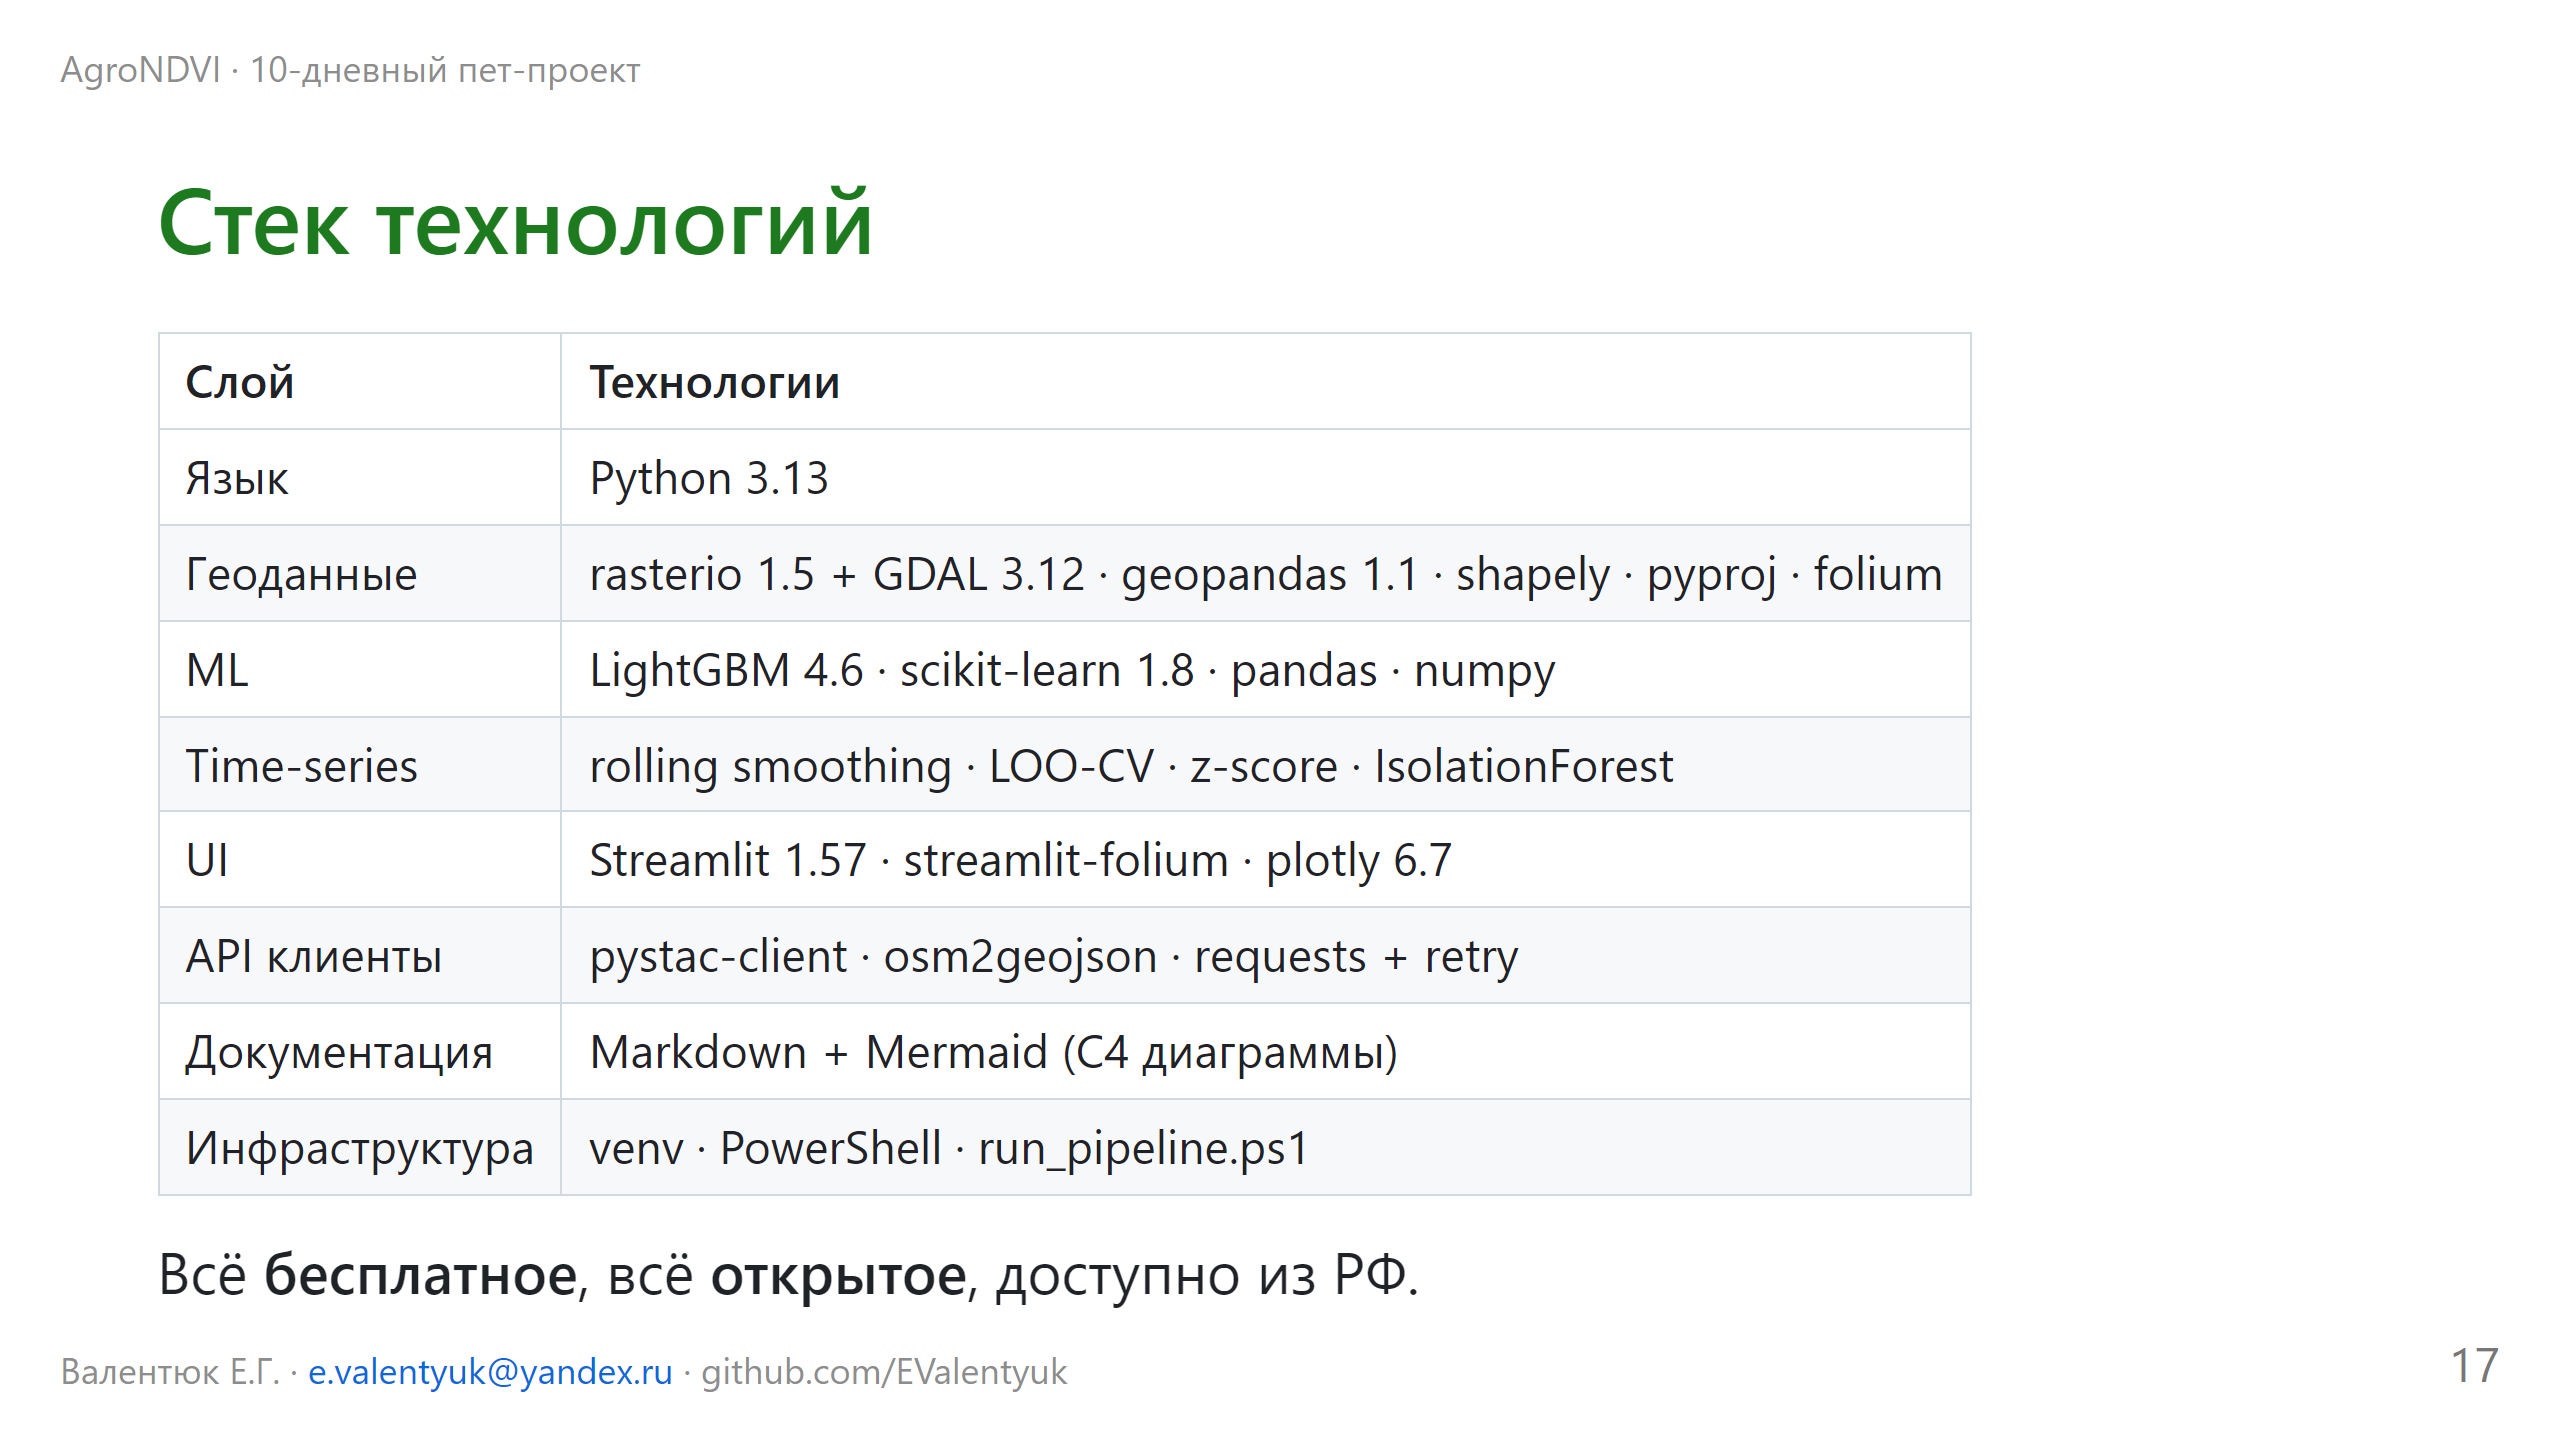 AgroNDVI · 10-дневный пет-проект
Стек технологий
Слой Технологии
Язык Python 3.13
Геоданные rasterio 1.5 + GDAL 3.12 · geopandas 1.1 · shapely · pyproj · folium
ML LightGBM 4.6 · scikit-learn 1.8 · pandas · numpy
Time-series rolling smoothing · LOO-CV · z-score · IsolationForest
UI Streamlit 1.57 · streamlit-folium · plotly 6.7
API клиенты pystac-client · osm2geojson · requests + retry
Документация Markdown + Mermaid (C4 диаграммы)
Инфраструктура venv · PowerShell · run_pipeline.ps1
Всё бесплатное, всё открытое, доступно из РФ.
Валентюк Е.Г. · e.valentyuk@yandex.ru · github.com/EValentyuk
17